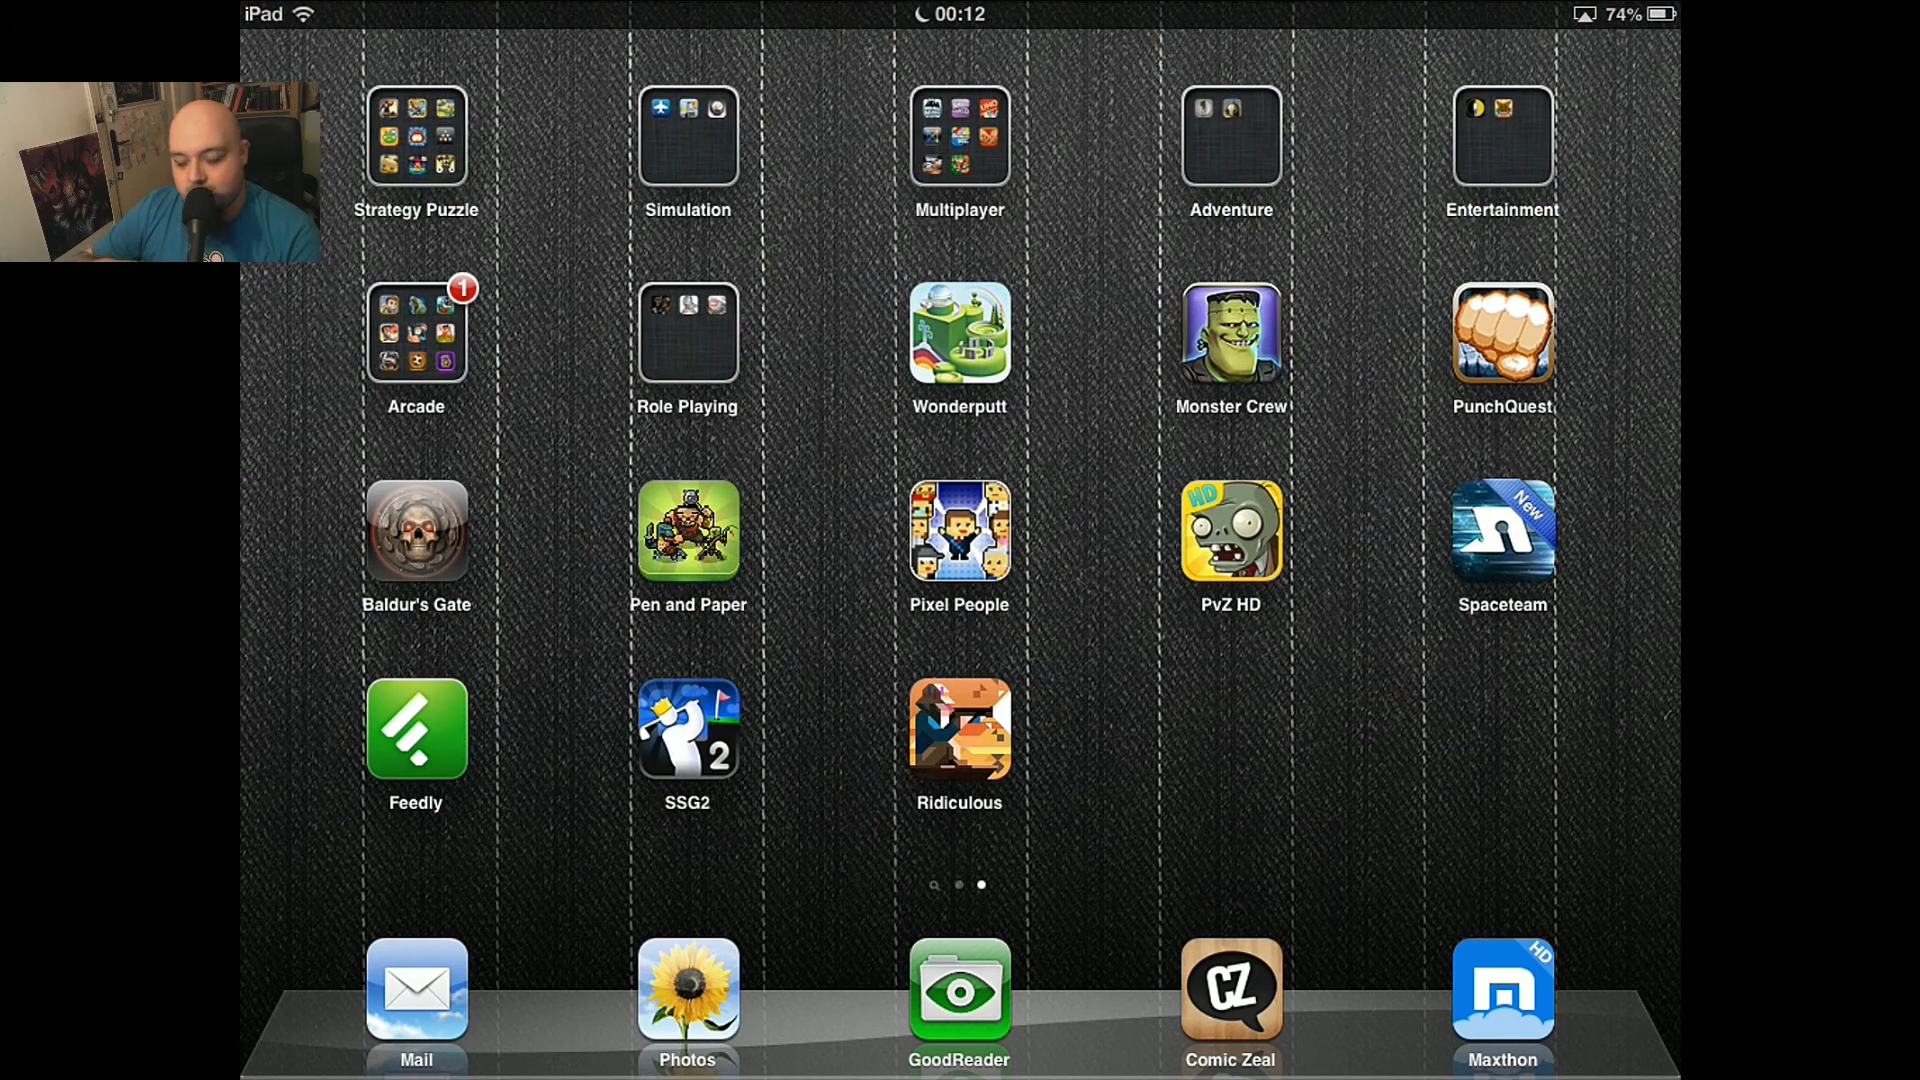 iPad
00:12
74%
Strategy Puzzle
Simulation
Multiplayer
Adventure
Entertainment
1
Arcade
Role Playing
Wonderputt
Monster Crew
PunchQuest
HD
New
Baldur's Gate
Pen and Paper
Pixel People
PvZ HD
Spaceteam
2
Feedly
SSG2
Ridiculous
CZ
HD
Mail
Photos
GoodReader
Comic Zeal
Maxthon